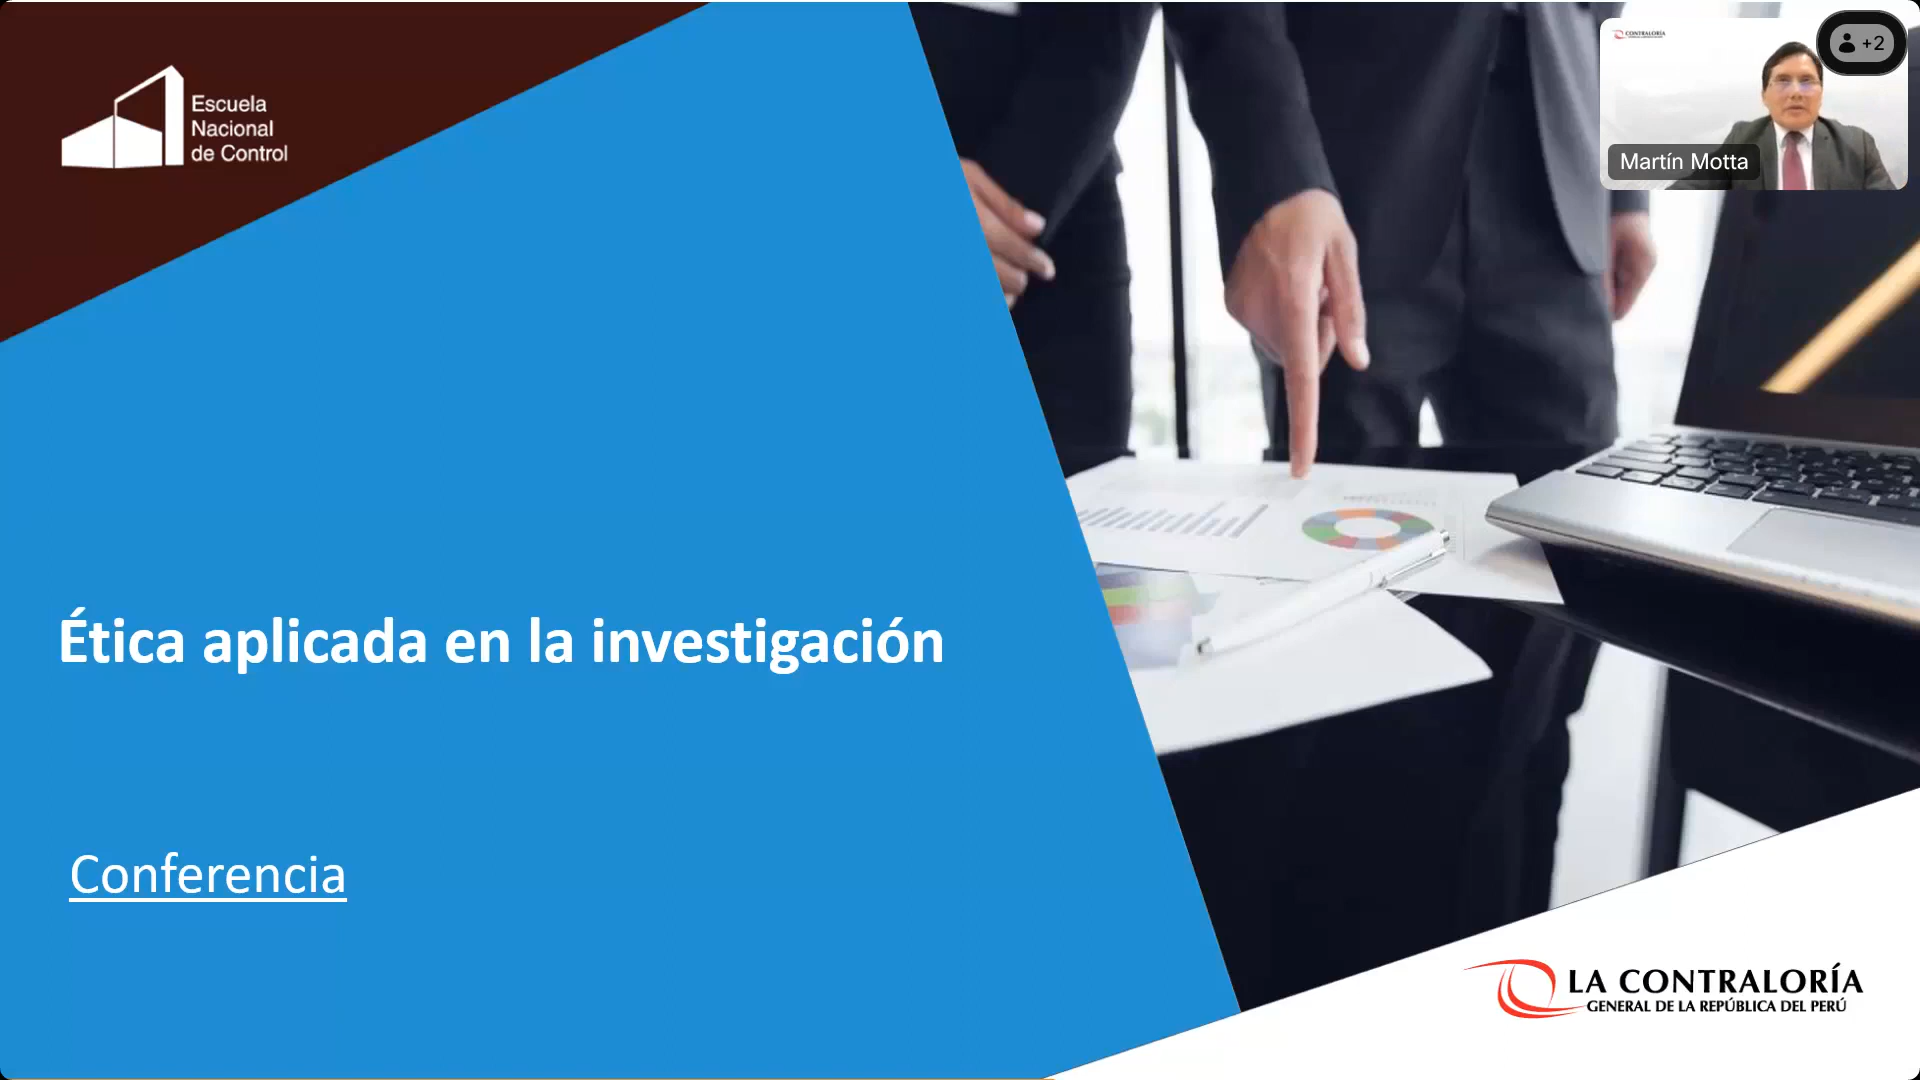 Escuela
Nacional
de Control
CONTRALORÍA
+2
Martín Motta
Ética aplicada en la investigación
Conferencia
LA CONTRALORÍA
GENERAL DE LA REPÚBLICA DEL PERÚ